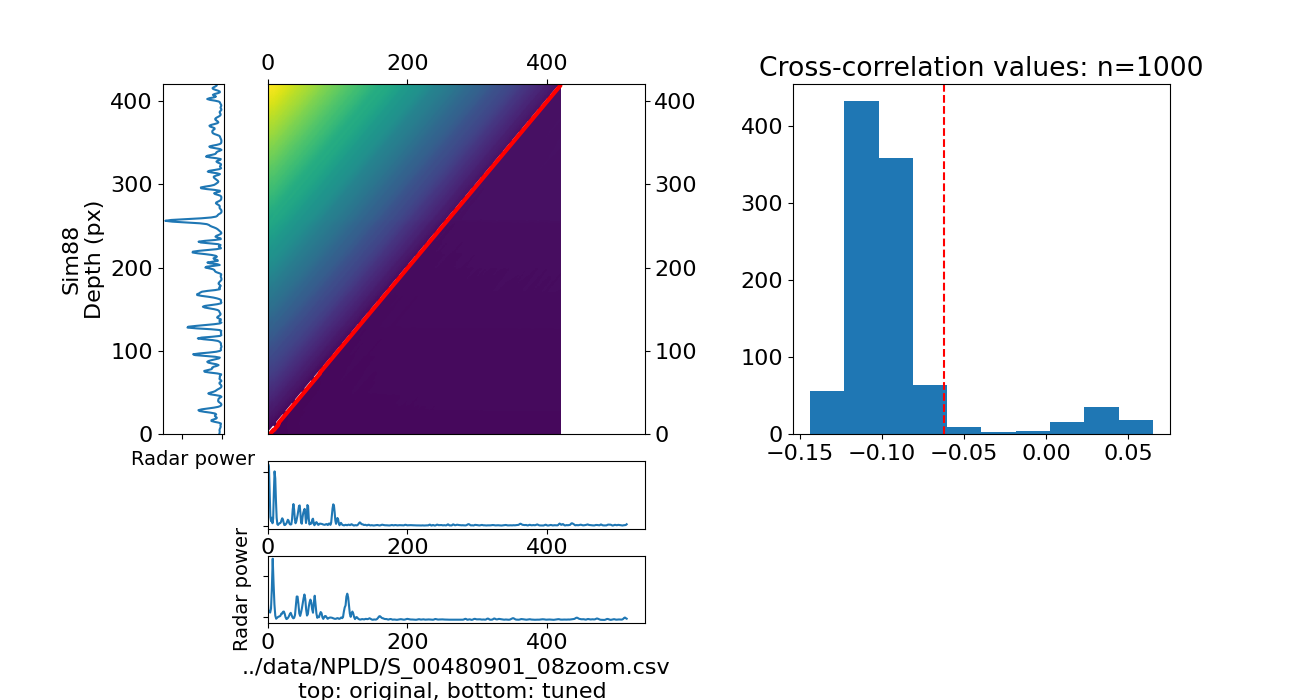 0 200 400
Cross-correlation values: n=1000
400
300
200
100
0
Sim88
Depth (px)
Radar power
400
300
200
100
0
400
300
200
100
0
−0.15 −0.10 −0.05 0.00 0.05
0 200 400
Radar power
0 200 400
../data/NPLD/S_00480901_08zoom.csv
top: original, bottom: tuned